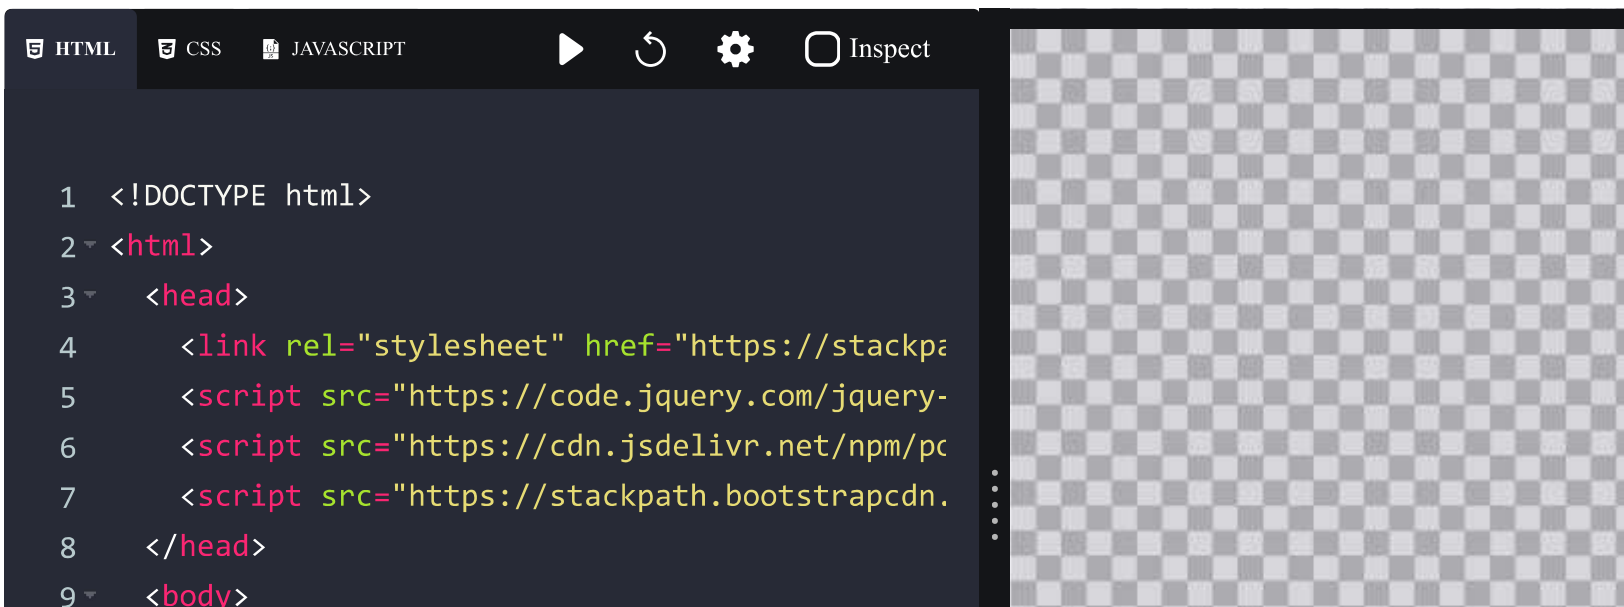 HTML CSS JAVASCRIPT Inspect
1 <!DOCTYPE html>
2 <html>
3 <head>
4 <link rel="stylesheet" href="https://stackpa
5 <script src="https://code.jquery.com/jquery-
6 <script src="https://cdn.jsdelivr.net/npm/po
7 <script src="https://stackpath.bootstrapcdn.
8 </head>
9 <body>